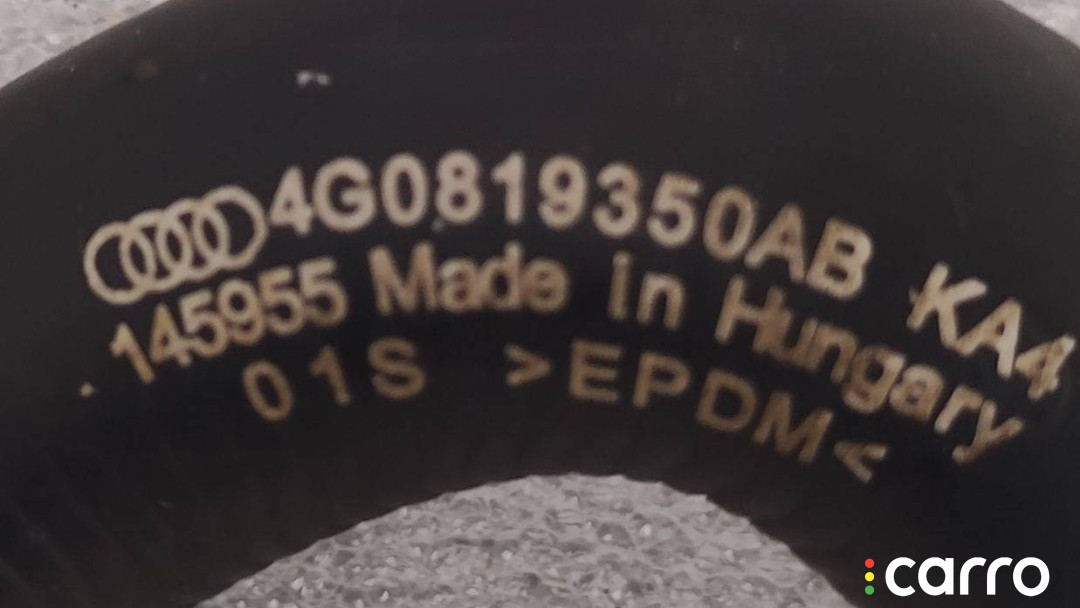 4G0819350AB KA4
145955 Made in Hungary
01S >EPDM<
carro